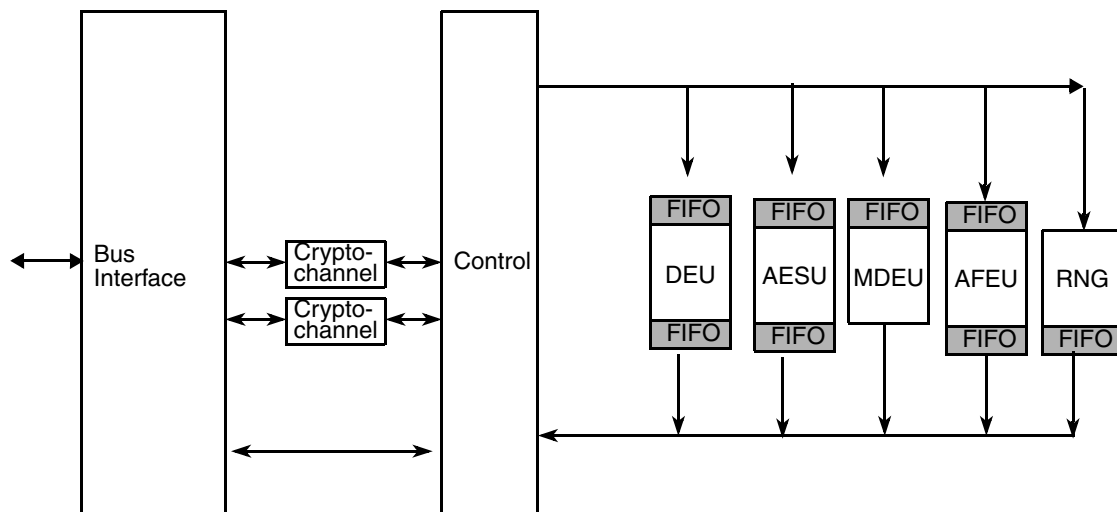 Bus
Interface
Crypto-
channel
Crypto-
channel
Control
FIFO
DEU
FIFO
FIFO
AESU
FIFO
FIFO
MDEU
FIFO
AFEU
FIFO
RNG
FIFO